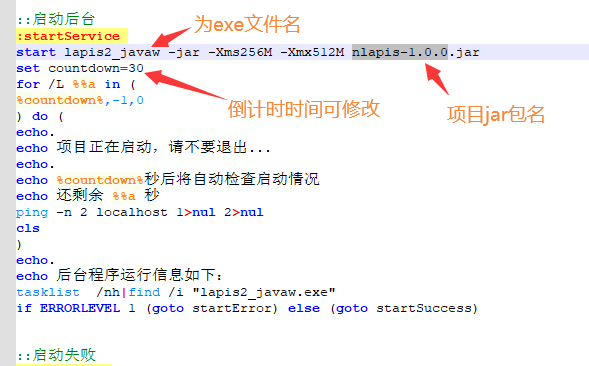 ::启动后台
:startService
start lapis2_javaw -jar -Xms256M -Xmx512M nlapis-1.0.0.jar
set countdown=30
for /L %%a in (
%countdown%,-1,0
) do (
echo.
echo 项目正在启动，请不要退出...
echo.
echo %countdown%秒后将自动检查启动情况
echo 还剩余 %%a 秒
ping -n 2 localhost 1>nul 2>nul
cls
)
echo.
echo 后台程序运行信息如下：
tasklist  /nh|find /i "lapis2_javaw.exe"
if ERRORLEVEL 1 (goto startError) else (goto startSuccess)
::启动失败
为exe文件名
倒计时时间可修改
项目jar包名